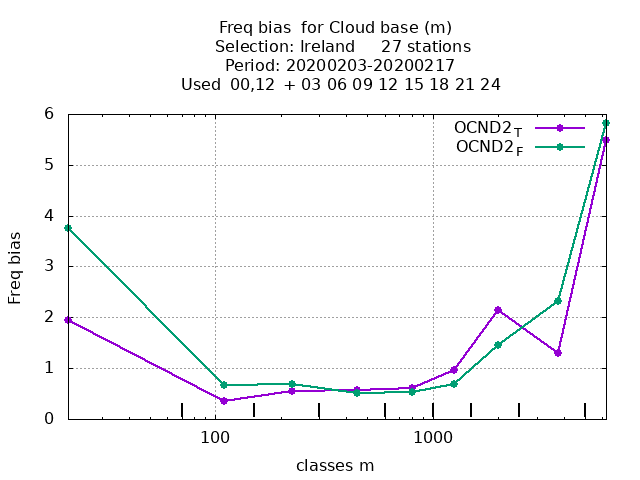 Freq bias  for Cloud base (m)
Selection: Ireland     27 stations
Period: 20200203-20200217
Used  00,12  + 03 06 09 12 15 18 21 24
OCND2T
OCND2F
Freq bias
6
5
4
3
2
1
0
100
1000
classes m